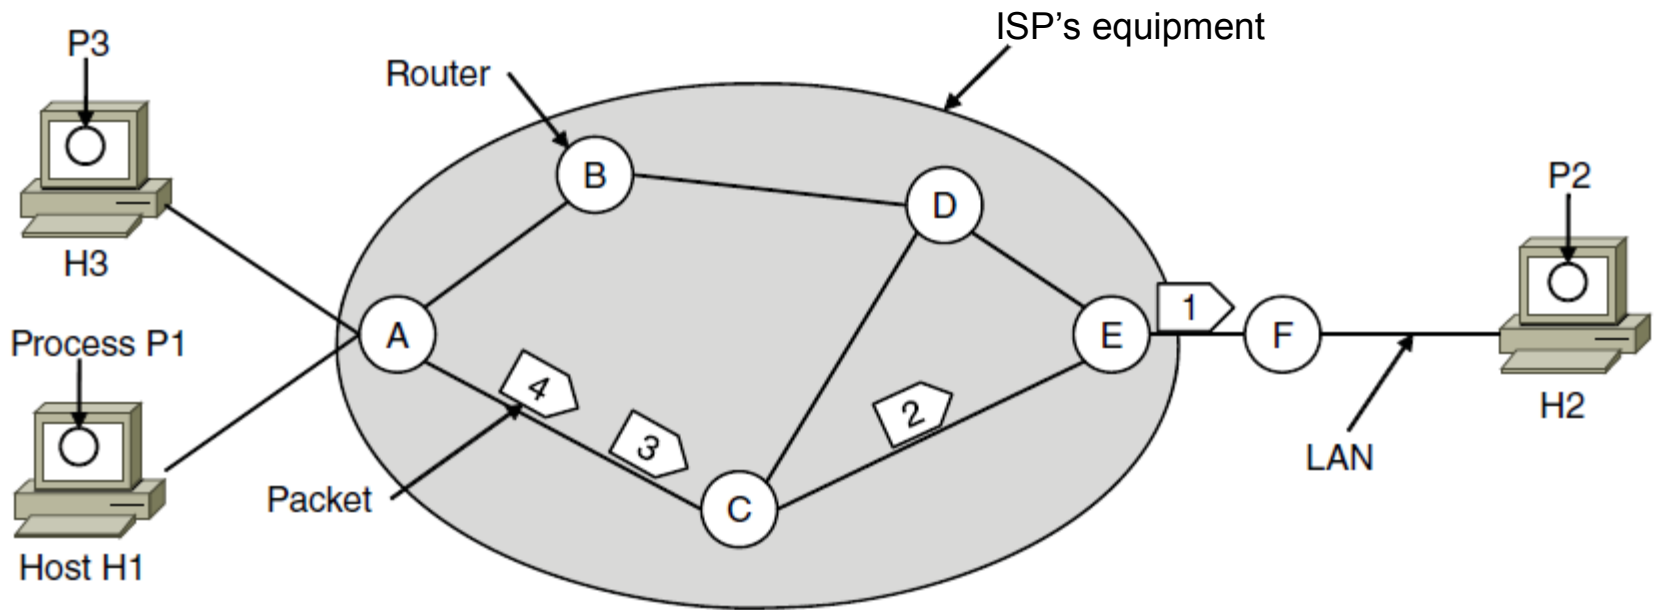 ISP's equipment
P3
Router
B
P2
D
H3
1
A
E
F
Process P1
4
2
H2
3
LAN
Packet
C
Host H1